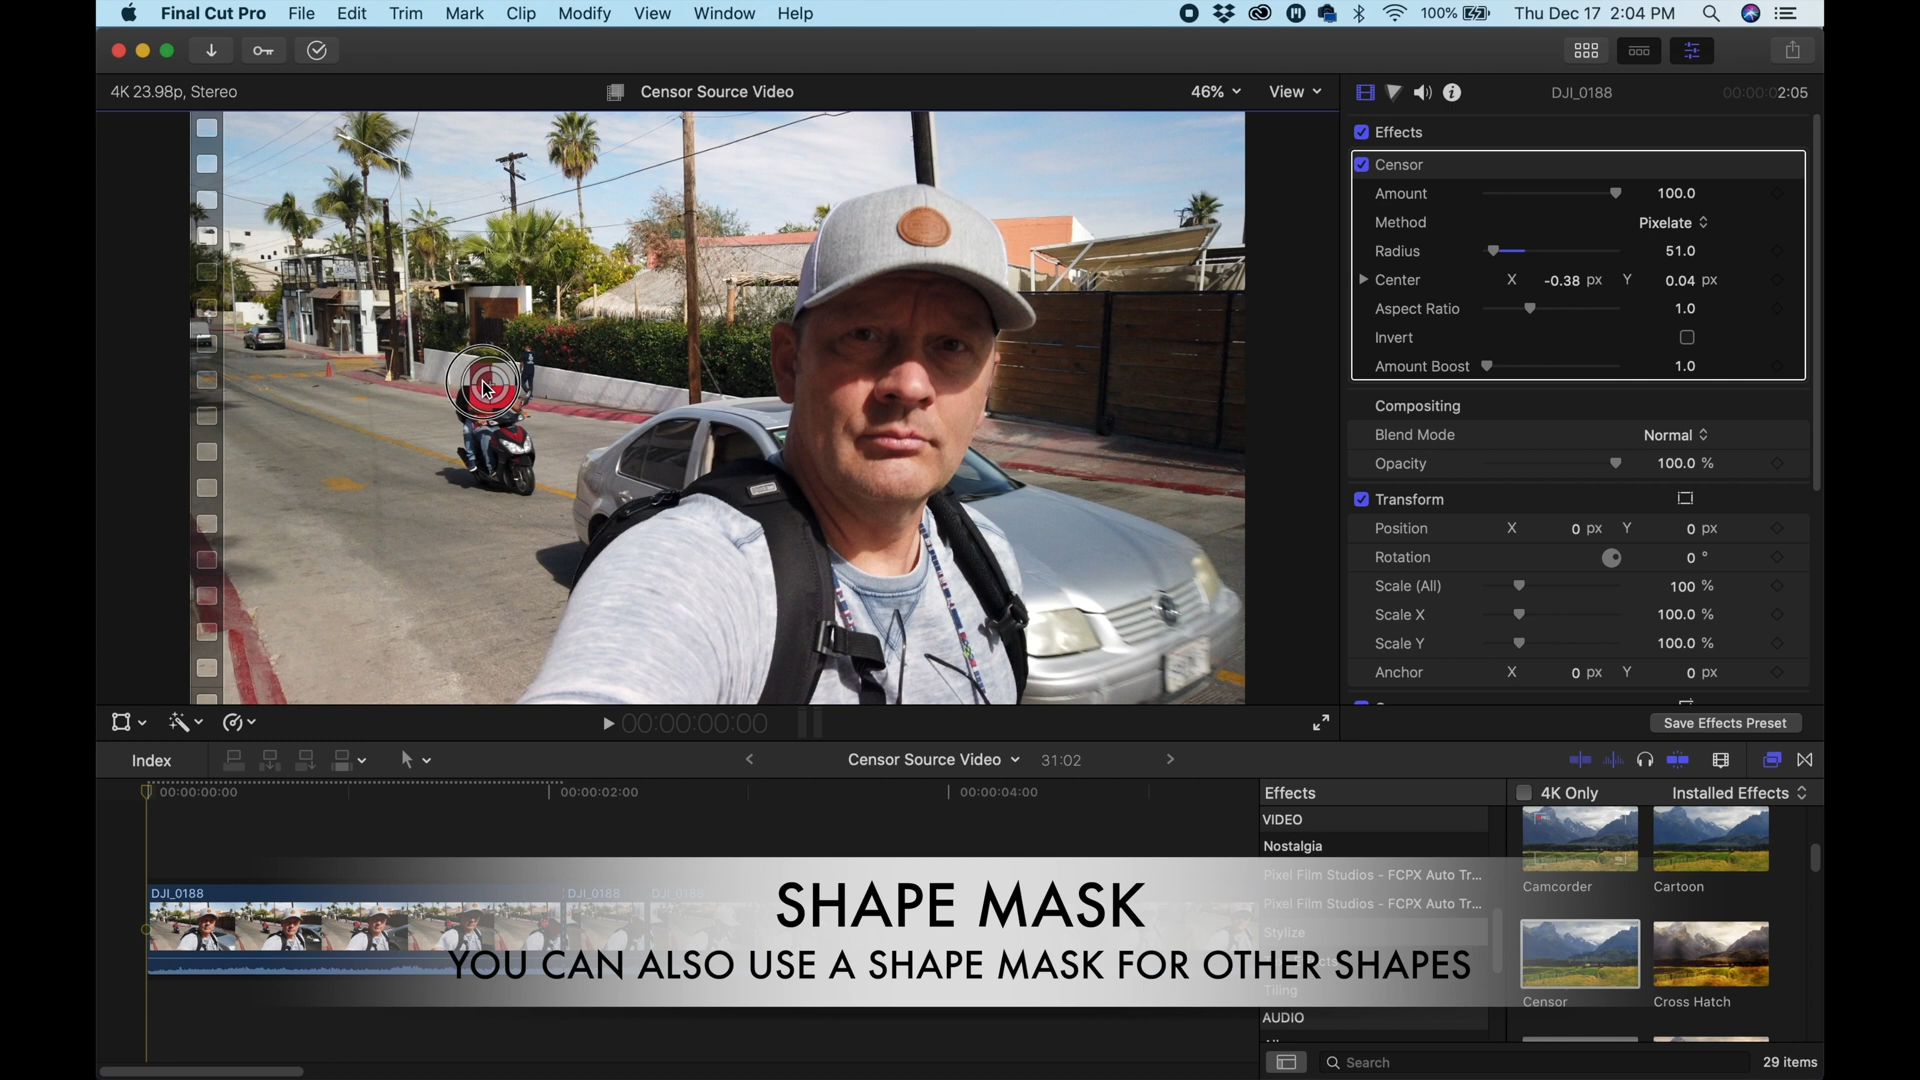 Final Cut Pro File Edit Trim Mark Clip Modify View Window Help 100% Thu Dec 17 2:04 PM
4K 23.98p, Stereo Censor Source Video 46% View DJI_0188 00:00:02:05
Effects
Censor
Amount 100.0
Method Pixelate
Radius 51.0
Center X -0.38 px Y 0.04 px
Aspect Ratio 1.0
Invert
Amount Boost 1.0
Compositing
Blend Mode Normal
Opacity 100.0 %
Transform
Position X 0 px Y 0 px
Rotation 0 °
Scale (All) 100 %
Scale X 100.0 %
Scale Y 100.0 %
Anchor X 0 px Y 0 px
00:00:00:00 Save Effects Preset
Index Censor Source Video 31:02
00:00:00:00 00:00:02:00 00:00:04:00
Effects 4K Only Installed Effects
VIDEO
Nostalgia
Pixel Film Studios - FCPX Auto Tr...
Pixel Film Studios - FCPX Auto Tr...
Stylize
Tiling
AUDIO
Camcorder Cartoon
Censor Cross Hatch
DJI_0188 DJI_0188 DJI_0188
SHAPE MASK
YOU CAN ALSO USE A SHAPE MASK FOR OTHER SHAPES
Search 29 items